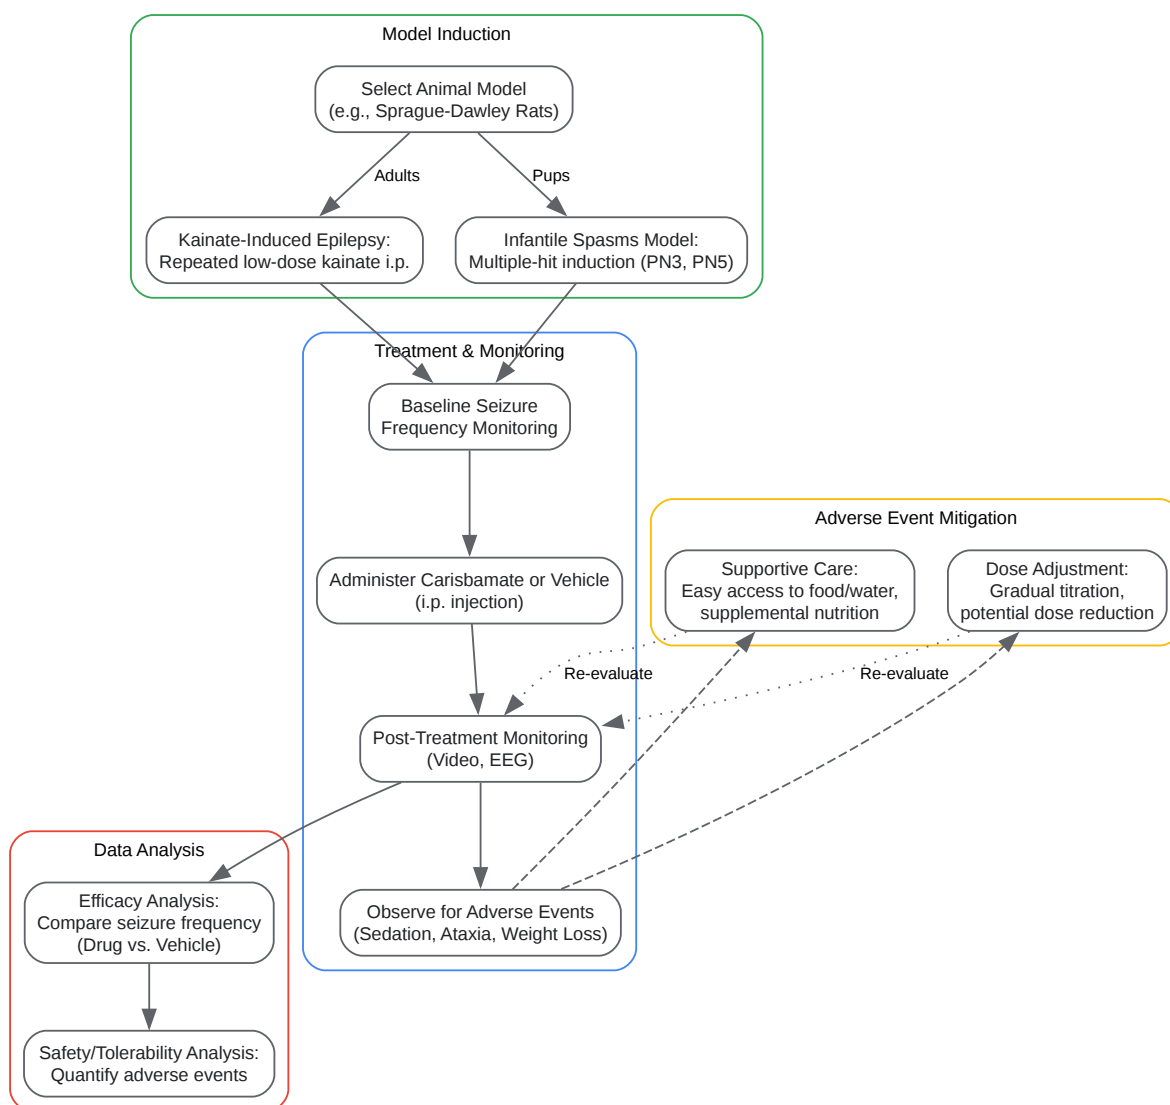 Model Induction
Select Animal Model
(e.g., Sprague-Dawley Rats)
Adults
Pups
Kainate-Induced Epilepsy:
Repeated low-dose kainate i.p.
Infantile Spasms Model:
Multiple-hit induction (PN3, PN5)
Treatment & Monitoring
Baseline Seizure
Frequency Monitoring
Administer Carisbamate or Vehicle
(i.p. injection)
Adverse Event Mitigation
Supportive Care:
Easy access to food/water,
supplemental nutrition
Dose Adjustment:
Gradual titration,
potential dose reduction
Re-evaluate
Re-evaluate
Post-Treatment Monitoring
(Video, EEG)
Observe for Adverse Events
(Sedation, Ataxia, Weight Loss)
Data Analysis
Efficacy Analysis:
Compare seizure frequency
(Drug vs. Vehicle)
Safety/Tolerability Analysis:
Quantify adverse events